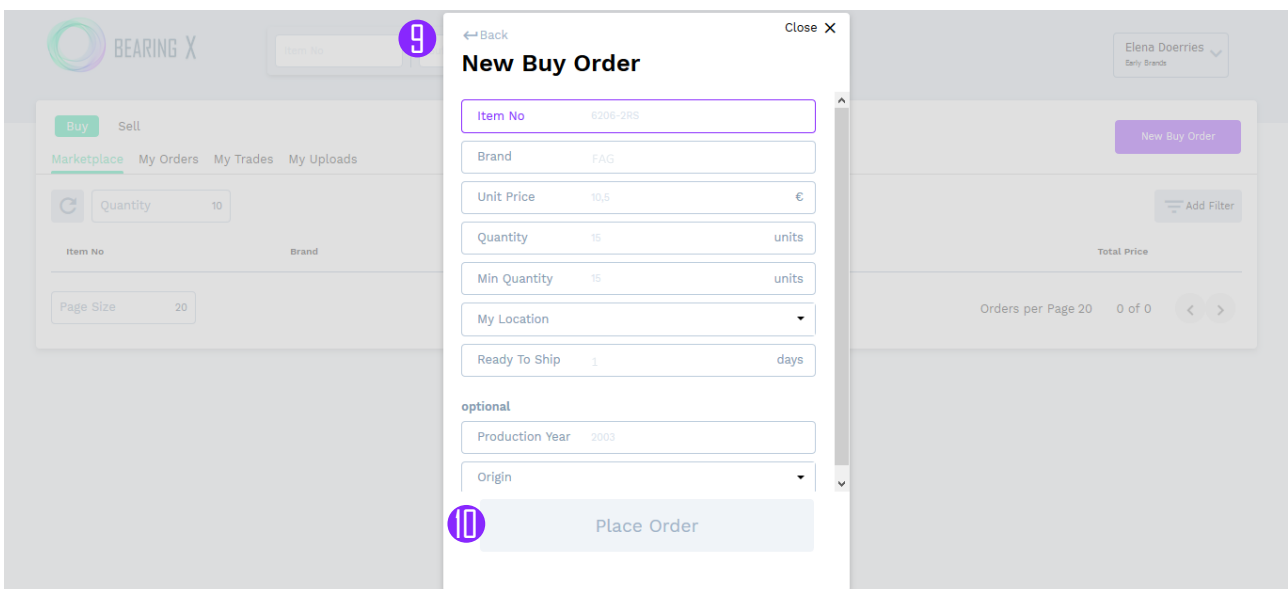 BEARING X
Item No
9
Back
Close X
New Buy Order
Elena Doerries
Early Brands
Buy Sell
New Buy Order
Marketplace My Orders My Trades My Uploads
Quantity 10
Add Filter
Item No Brand Total Price
Page Size 20
Orders per Page 20 0 of 0 < >
Item No 6206-2RS
Brand FAG
Unit Price 10,5 €
Quantity 15 units
Min Quantity 15 units
My Location
Ready To Ship 1 days
optional
Production Year 2003
Origin
10
Place Order